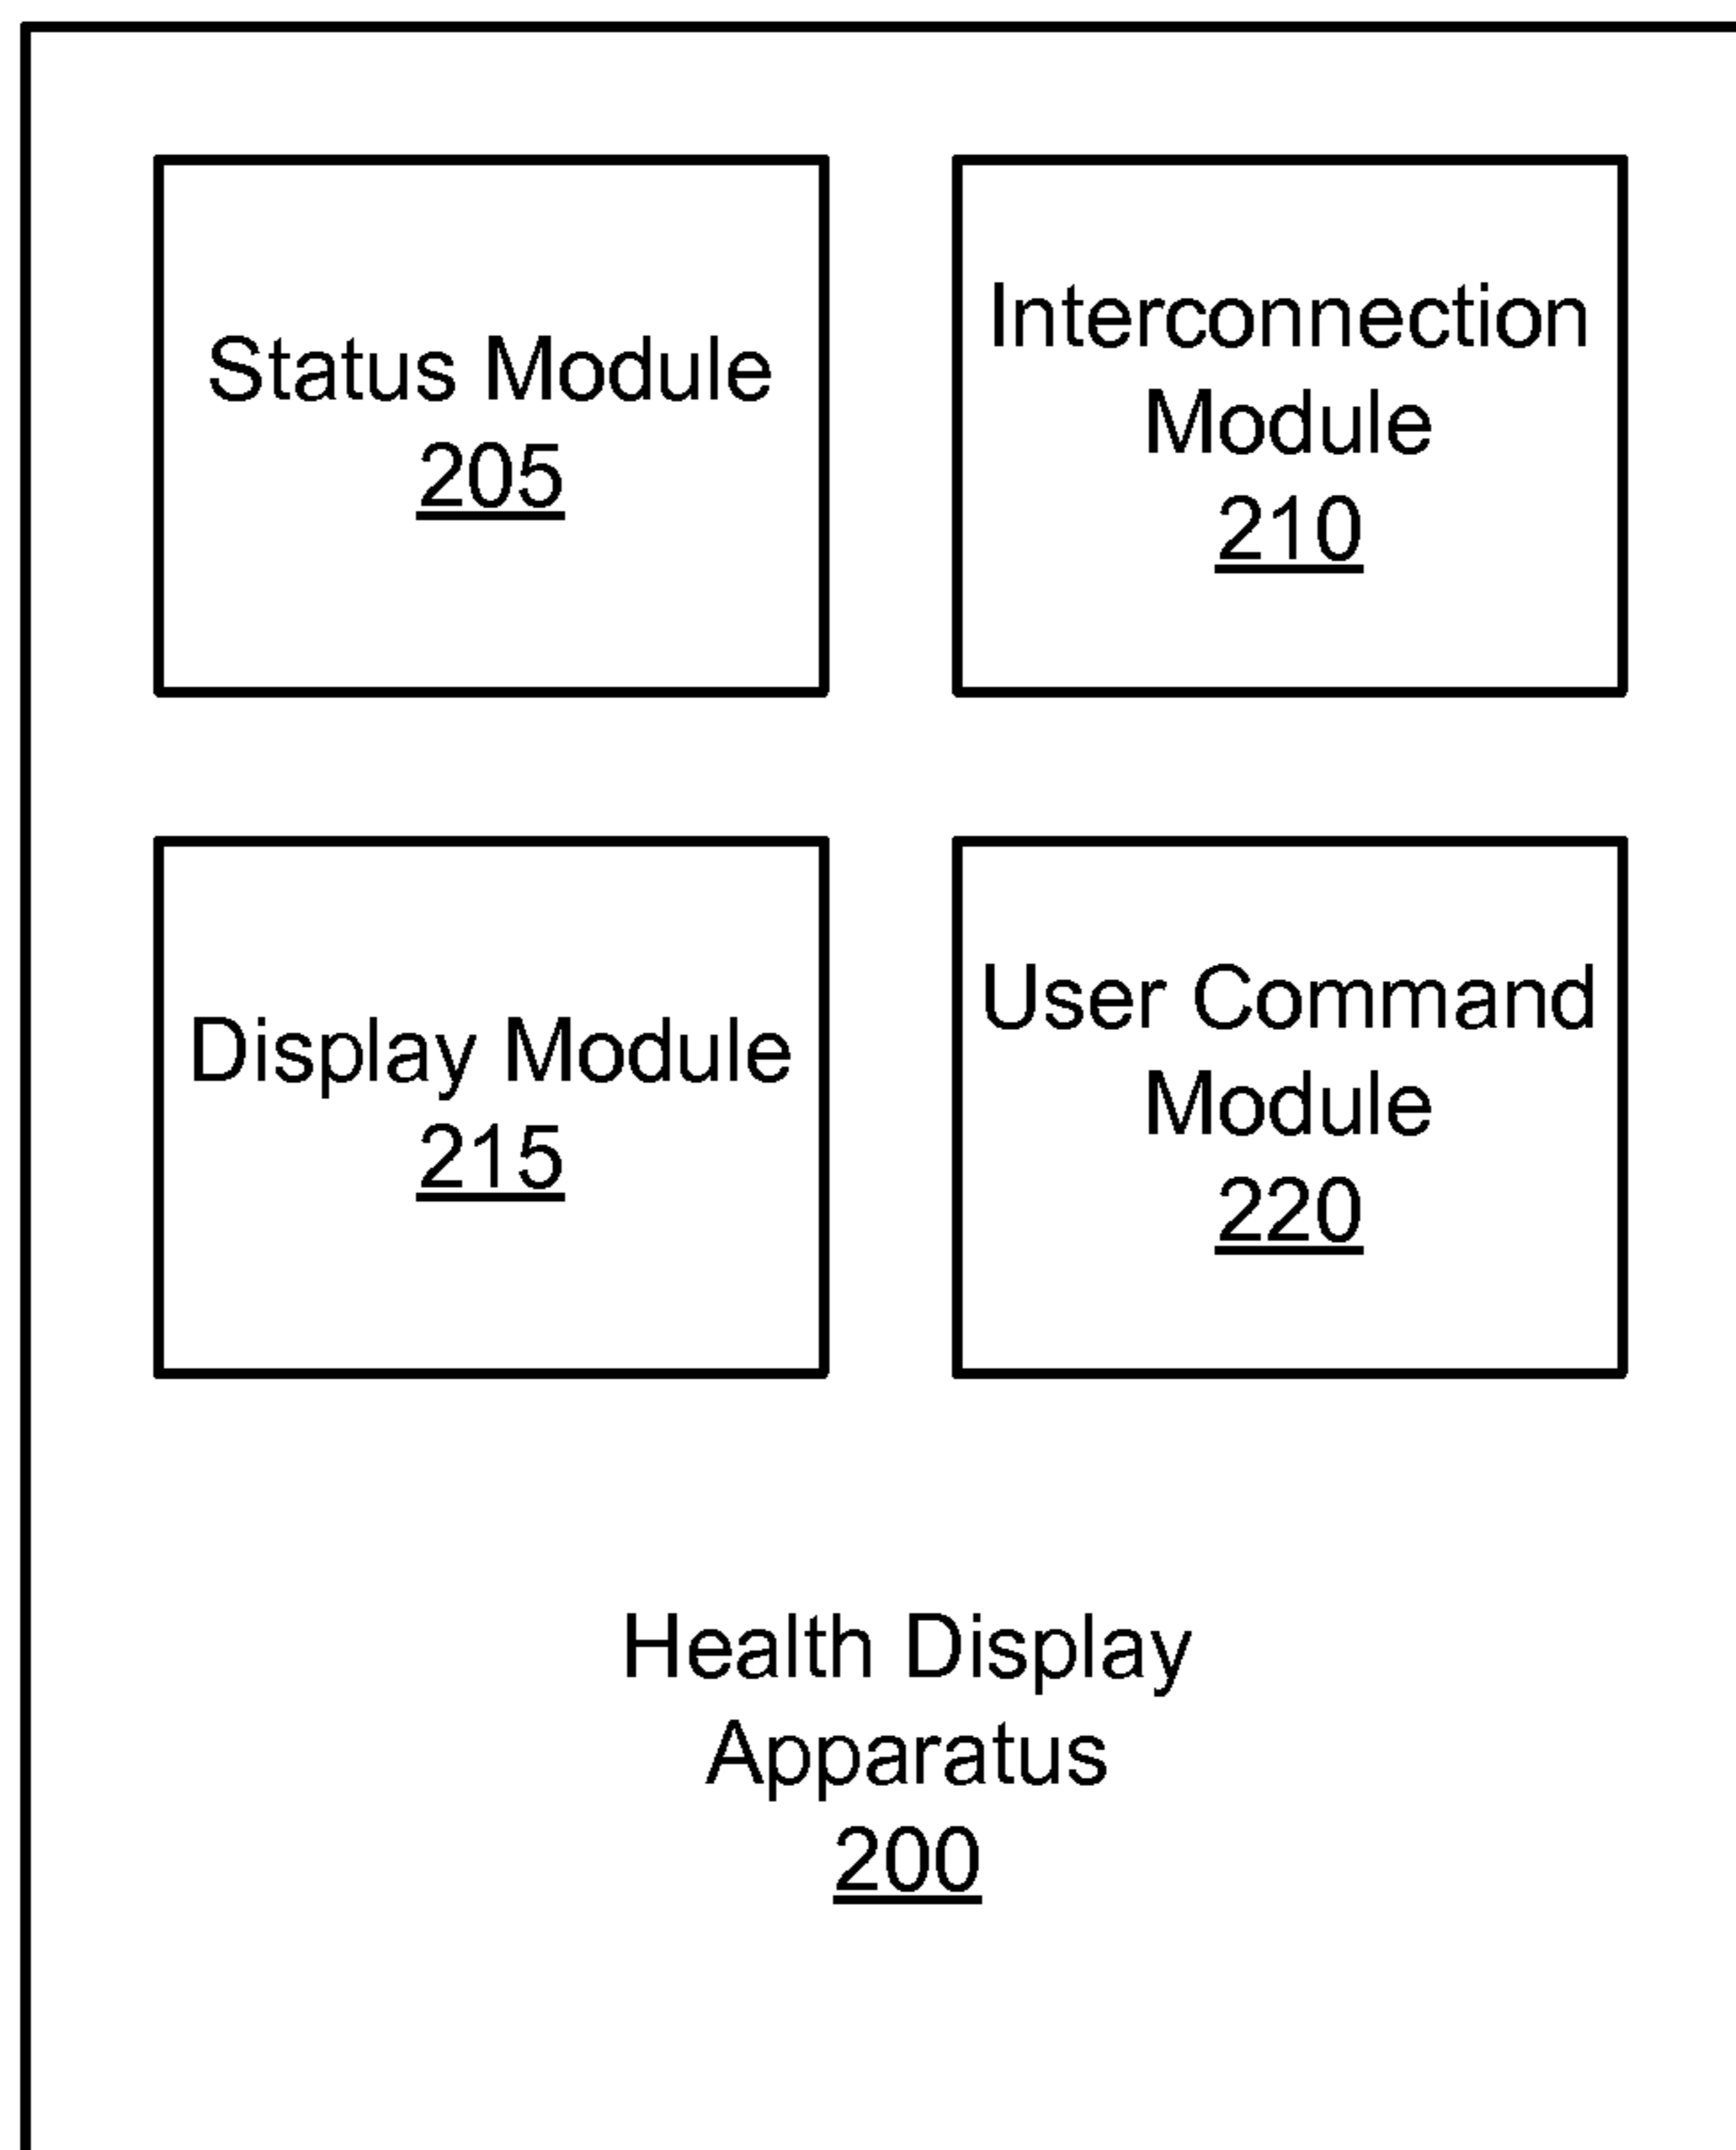 Status Module
205
Interconnection
Module
210
Display Module
215
User Command
Module
220
Health Display
Apparatus
200